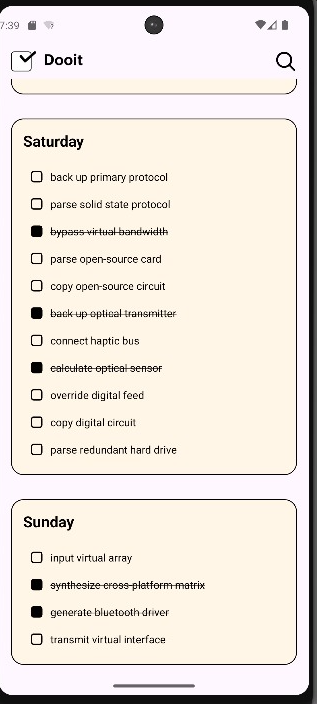 7:39
Dooit
Saturday
back up primary protocol
parse solid state protocol
bypass virtual bandwidth
parse open-source card
copy open-source circuit
back up optical transmitter
connect haptic bus
calculate optical sensor
override digital feed
copy digital circuit
parse redundant hard drive
Sunday
input virtual array
synthesize cross-platform matrix
generate bluetooth driver
transmit virtual interface